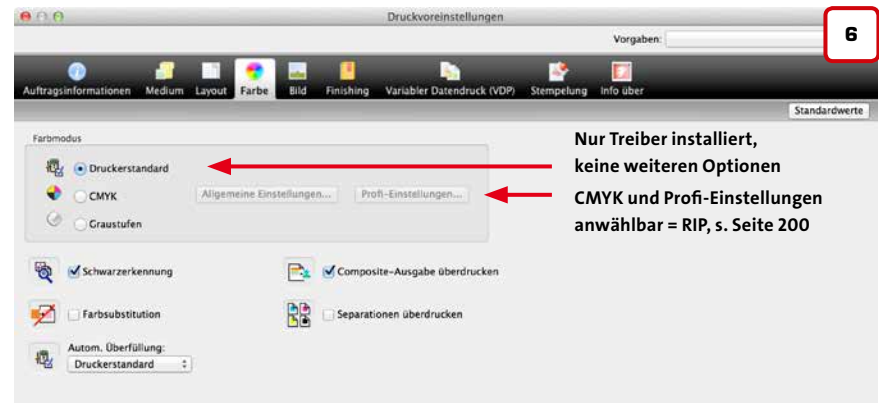 Druckvoreinstellungen
6
Vorgaben:
Auftragsinformationen Medium Layout Farbe Bild Finishing Variabler Datendruck (VDP) Stempelung Info über
Standardwerte
Farbmodus
Druckerstandard
CMYK Allgemeine Einstellungen... Profi-Einstellungen...
Graustufen
Nur Treiber installiert,
keine weiteren Optionen
CMYK und Profi-Einstellungen
anwählbar = RIP, s. Seite 200
Schwarzerkennung Composite-Ausgabe überdrucken
Farbsubstitution Separationen überdrucken
Autom. Überfüllung:
Druckerstandard